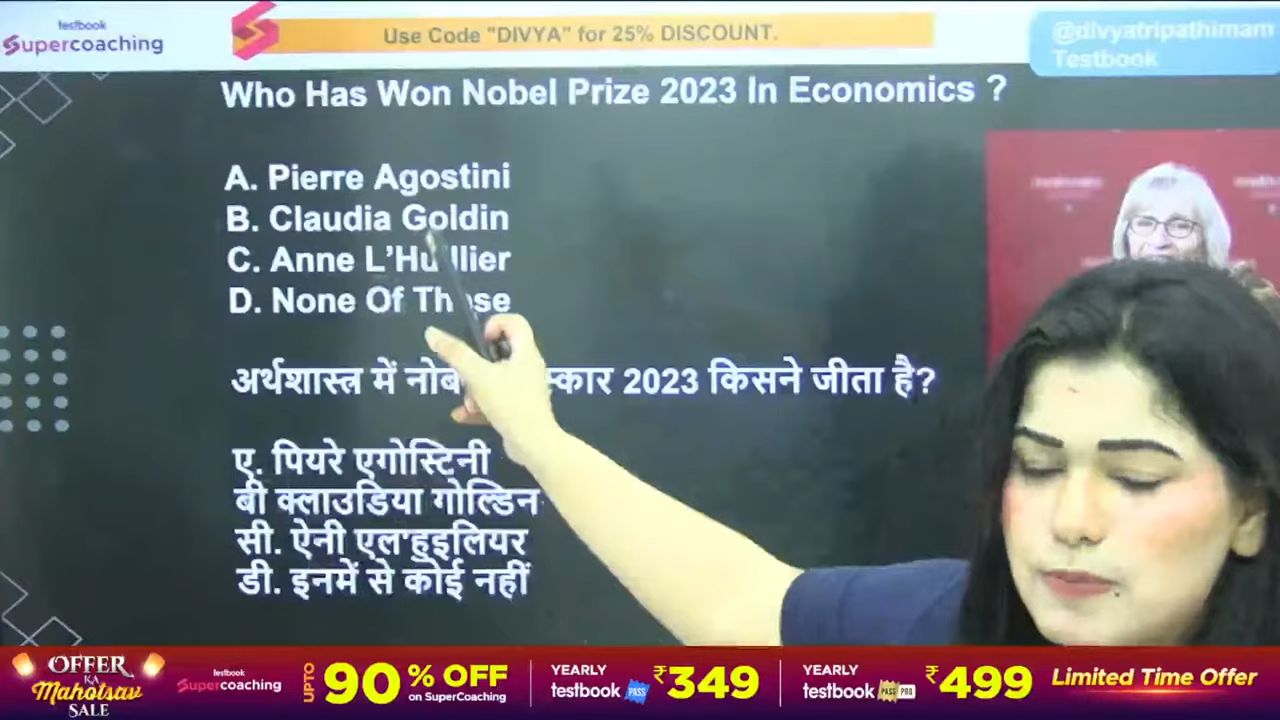 testbook
Supercoaching
Use Code "DIVYA" for 25% DISCOUNT.
@divyatripathimam
Testbook
Who Has Won Nobel Prize 2023 In Economics ?
A. Pierre Agostini
B. Claudia Goldin
C. Anne L'Hu llier
D. None Of Th se
अर्थशास्त्र में नोब स्कार 2023 किसने जीता है?
ए. पियरे एगोस्टिनी
बी क्लाउडिया गोल्डिन
सी. ऐनी एल'हुइलियर
डी. इनमें से कोई नहीं
OFFER
KA
Mahotsav
SALE
testbook
Supercoaching
UPTO
90% OFF
on SuperCoaching
YEARLY
testbook PASS
₹349
YEARLY
testbook PASS PRO
₹499
Limited Time Offer